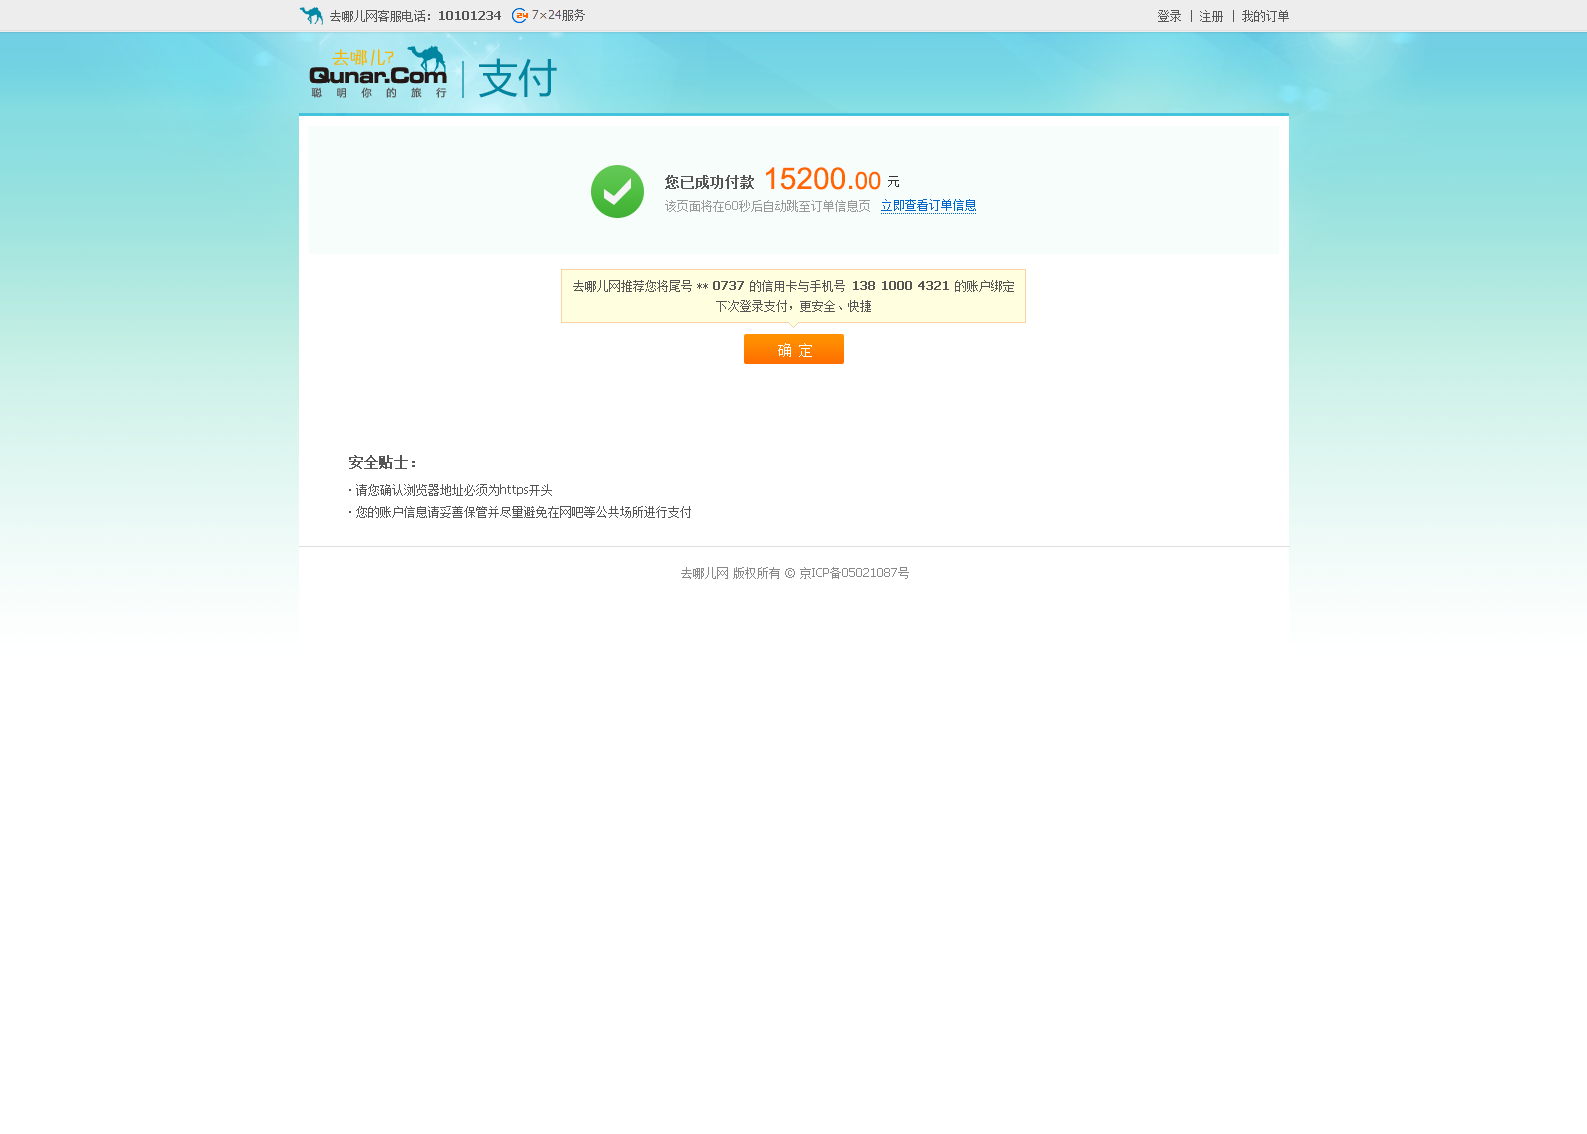 去哪儿网客服电话：10101234 7×24服务 登录 | 注册 | 我的订单
去哪儿?
Qunar.Com
聪明你的旅行
支付
您已成功付款 15200.00 元
该页面将在60秒后自动跳至订单信息页 立即查看订单信息
去哪儿网推荐您将尾号 ** 0737 的信用卡与手机号 138 1000 4321 的账户绑定
下次登录支付，更安全、快捷
确 定
安全贴士：
· 请您确认浏览器地址必须为https开头
· 您的账户信息请妥善保管并尽量避免在网吧等公共场所进行支付
去哪儿网 版权所有 © 京ICP备05021087号